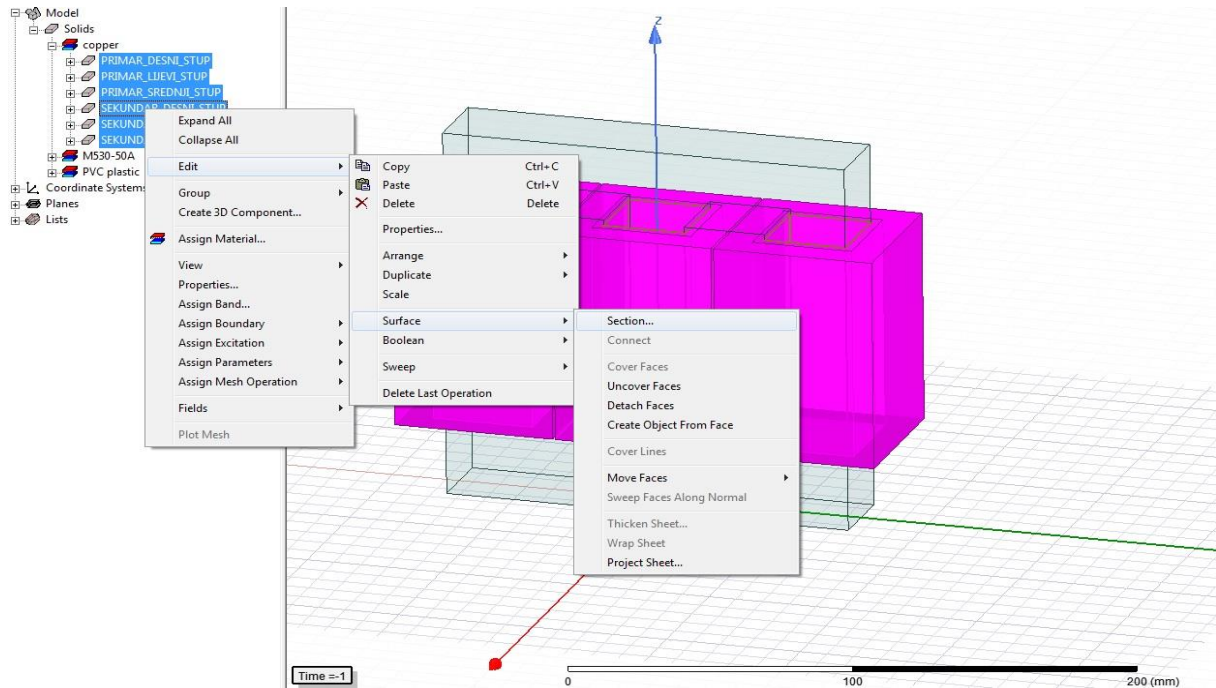 Model
Solids
copper
PRIMAR_DESNI_STUP
PRIMAR_LIJEVI_STUP
PRIMAR_SREDNJI_STUP
SEKUNDAR_DESNI_STUP
SEKUND
SEKUND
M530-50A
PVC plastic
Coordinate Systems
Planes
Lists
Expand All
Collapse All
Edit
Group
Create 3D Component...
Assign Material...
View
Properties...
Assign Band...
Assign Boundary
Assign Excitation
Assign Parameters
Assign Mesh Operation
Fields
Plot Mesh
Copy Ctrl+C
Paste Ctrl+V
Delete Delete
Properties...
Arrange
Duplicate
Scale
Surface
Boolean
Sweep
Delete Last Operation
Section...
Connect
Cover Faces
Uncover Faces
Detach Faces
Create Object From Face
Cover Lines
Move Faces
Sweep Faces Along Normal
Thicken Sheet...
Wrap Sheet
Project Sheet...
Z
Time =-1
0 100 200 (mm)